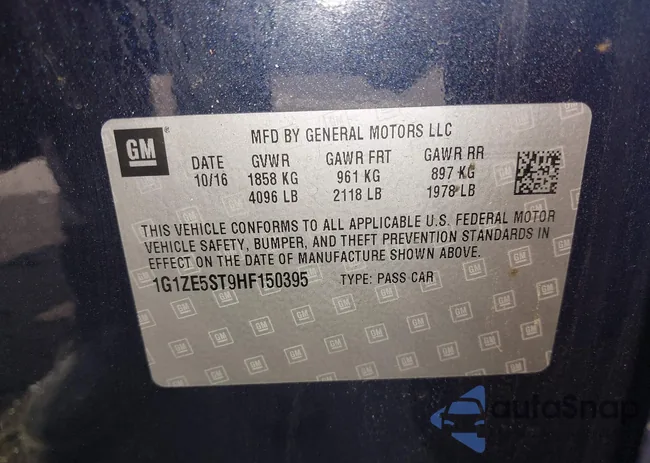 GM
MFD BY GENERAL MOTORS LLC
DATE GVWR GAWR FRT GAWR RR
10/16 1858 KG 961 KG 897 KG
4096 LB 2118 LB 1978 LB
THIS VEHICLE CONFORMS TO ALL APPLICABLE U.S. FEDERAL MOTOR
VEHICLE SAFETY, BUMPER, AND THEFT PREVENTION STANDARDS IN
EFFECT ON THE DATE OF MANUFACTURE SHOWN ABOVE.
1G1ZE5ST9HF150395 TYPE: PASS CAR
autoSnap